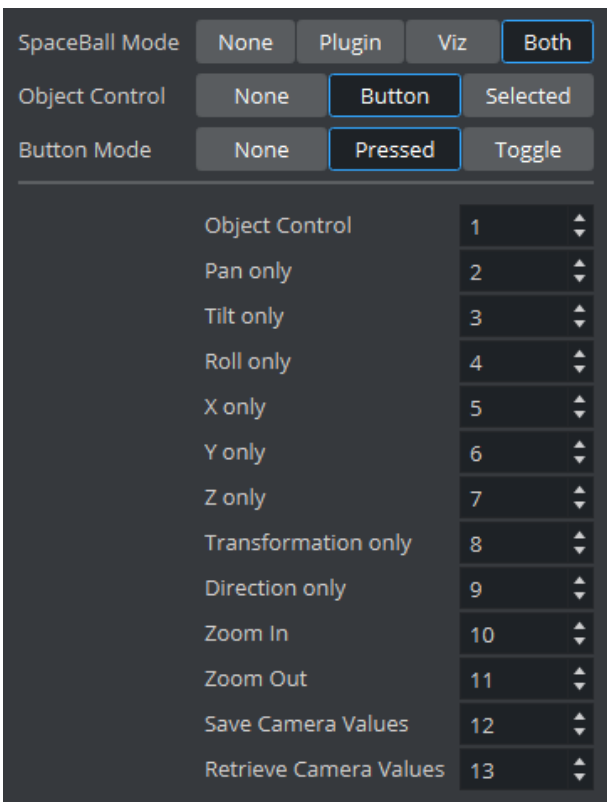 SpaceBall Mode None Plugin Viz Both
Object Control None Button Selected
Button Mode None Pressed Toggle
Object Control 1
Pan only 2
Tilt only 3
Roll only 4
X only 5
Y only 6
Z only 7
Transformation only 8
Direction only 9
Zoom In 10
Zoom Out 11
Save Camera Values 12
Retrieve Camera Values 13